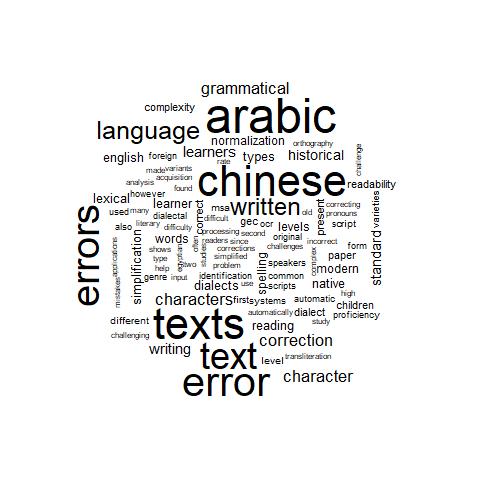 grammatical
complexity
arabic
language
normalization
orthography
english
foreign
learners
types
historical
challenge
rate
made
variants
analysis
acquisition
found
chinese
readability
lexical
however
learner
used
many
dialectal
correct
msa
written
old
present
correcting
pronouns
varieties
standard
difficult
gec
ocr
levels
script
also
literary
difficulty
words
processing
second
original
incorrect
form
errors
applications
simplification
shows
egyptian
often
readers
since
challenges
complex
paper
studies
corrections
type
two
simplified
spelling
speakers
modern
help
problem
mistakes
genre
input
identification
common
native
dialects
use
scripts
high
characters
first
systems
automatic
children
different
texts
automatically
dialect
proficiency
study
reading
challenging
writing
text
correction
level
transliteration
error
character